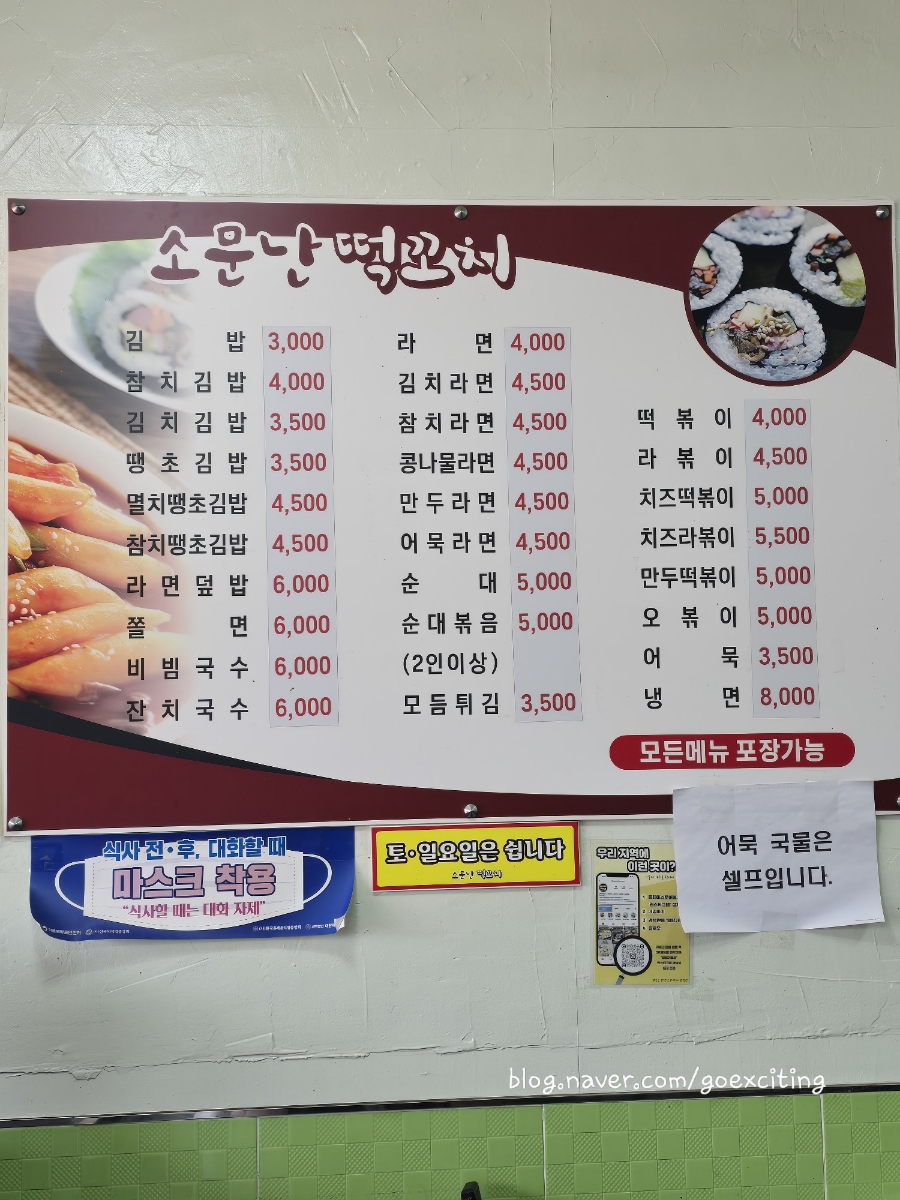 소문난 떡꼬치
김밥 3,000
참치김밥 4,000
김치김밥 3,500
땡초김밥 3,500
멸치땡초김밥 4,500
참치땡초김밥 4,500
라면덮밥 6,000
쫄면 6,000
비빔국수 6,000
잔치국수 6,000
라면 4,000
김치라면 4,500
참치라면 4,500
콩나물라면 4,500
만두라면 4,500
어묵라면 4,500
순대 5,000
순대볶음 5,000
(2인이상)
모듬튀김 3,500
떡볶이 4,000
라볶이 4,500
치즈떡볶이 5,000
치즈라볶이 5,500
만두떡볶이 5,000
오볶이 5,000
어묵 3,500
냉면 8,000
모든메뉴 포장가능
식사 전·후, 대화할 때
마스크 착용
"식사할 때는 대화 자제"
토·일요일은 쉽니다
소문난 떡꼬치
우리 지역에
이런 곳이?
어묵 국물은
셀프입니다.
blog.naver.com/goexciting